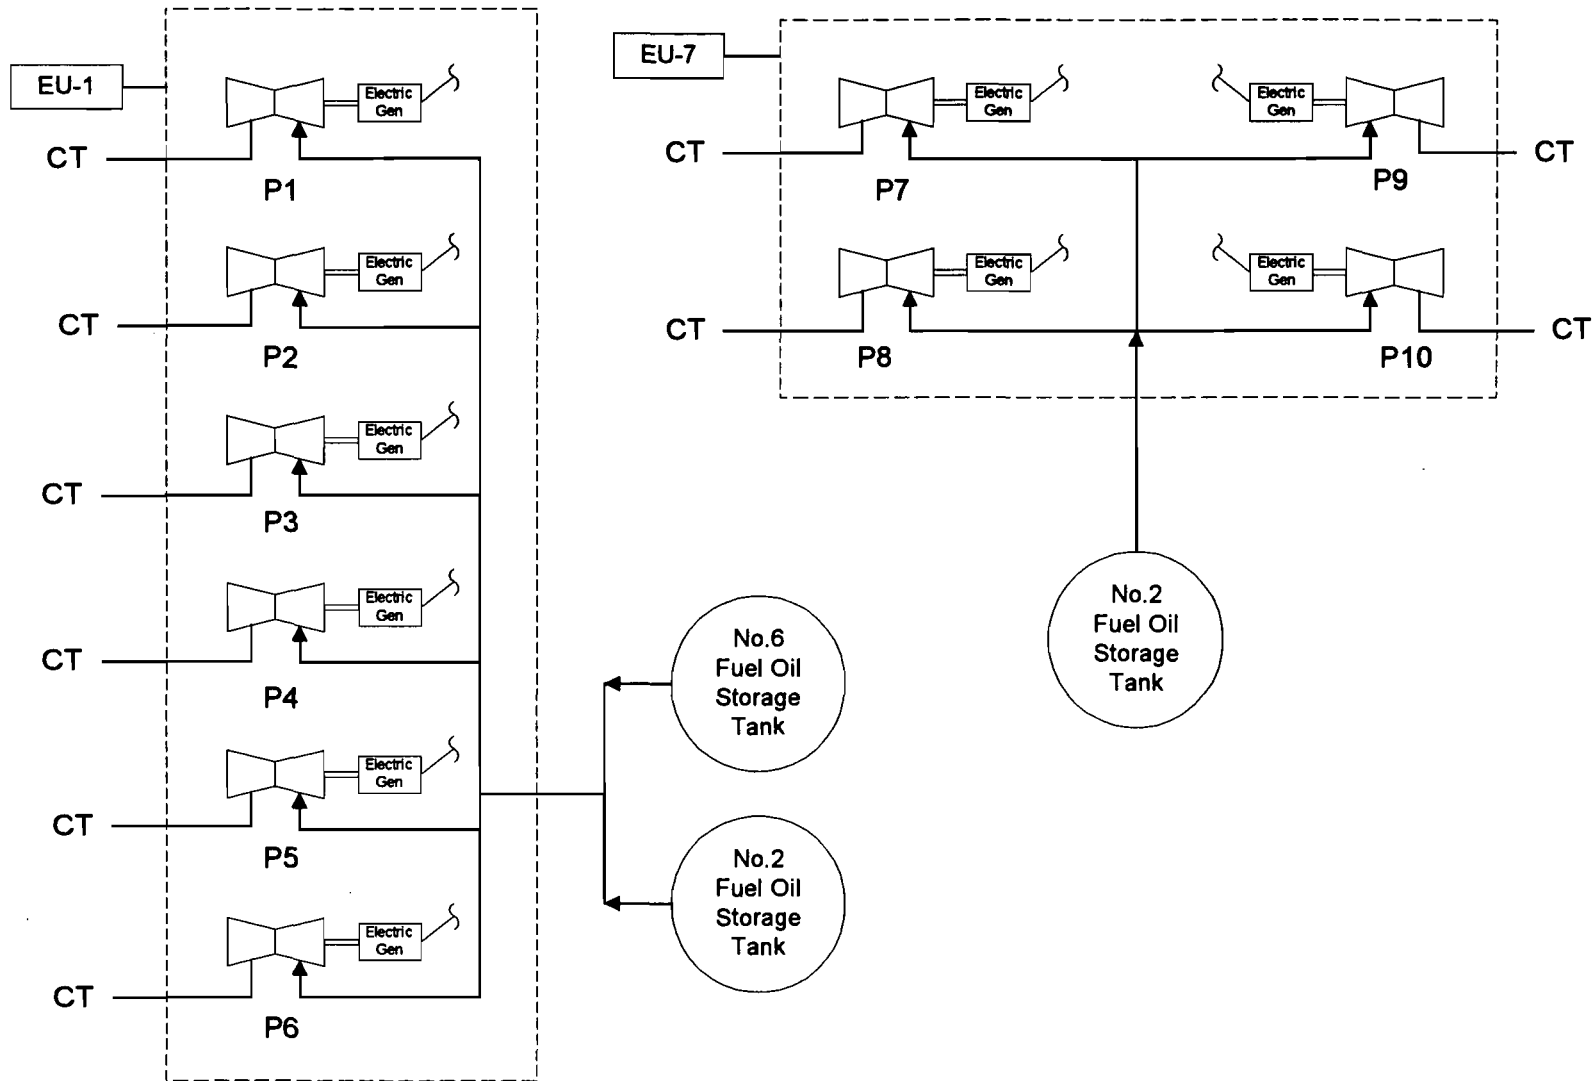 EU-1
Electric
Gen
CT
P1
Electric
Gen
CT
P2
Electric
Gen
CT
P3
Electric
Gen
CT
P4
Electric
Gen
CT
P5
Electric
Gen
CT
P6
No.6
Fuel Oil
Storage
Tank
No.2
Fuel Oil
Storage
Tank
EU-7
Electric
Gen
CT
P7
Electric
Gen
CT
P9
Electric
Gen
CT
P8
Electric
Gen
CT
P10
No.2
Fuel Oil
Storage
Tank